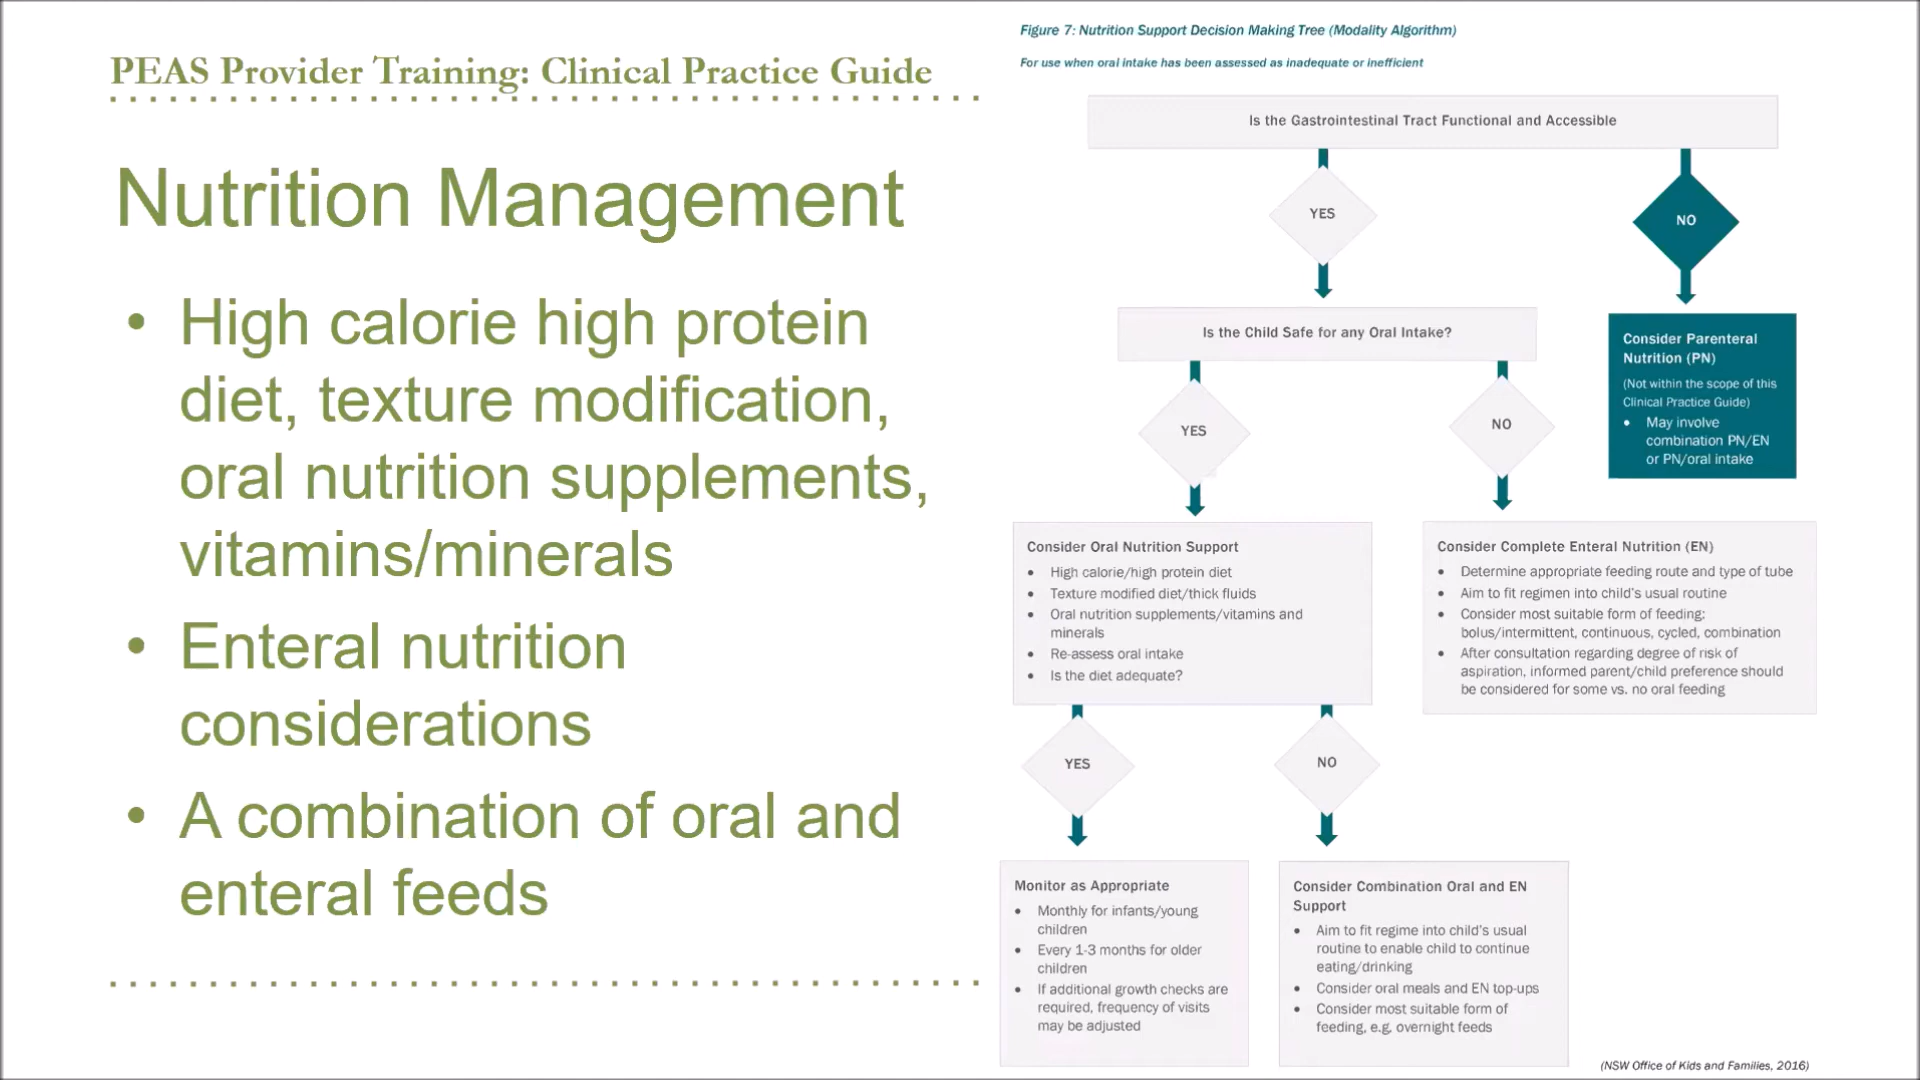 PEAS Provider Training: Clinical Practice Guide
Nutrition Management
• High calorie high protein
diet, texture modification,
oral nutrition supplements,
vitamins/minerals
• Enteral nutrition
considerations
• A combination of oral and
enteral feeds
Figure 7: Nutrition Support Decision Making Tree (Modality Algorithm)
For use when oral intake has been assessed as inadequate or inefficient
Is the Gastrointestinal Tract Functional and Accessible
YES
NO
Is the Child Safe for any Oral Intake?
Consider Parenteral
Nutrition (PN)
(Not within the scope of this
Clinical Practice Guide)
• May involve
combination PN/EN
or PN/oral intake
YES
NO
Consider Oral Nutrition Support
• High calorie/high protein diet
• Texture modified diet/thick fluids
• Oral nutrition supplements/vitamins and
minerals
• Re-assess oral intake
• Is the diet adequate?
Consider Complete Enteral Nutrition (EN)
• Determine appropriate feeding route and type of tube
• Aim to fit regimen into child's usual routine
• Consider most suitable form of feeding:
bolus/intermittent, continuous, cycled, combination
• After consultation regarding degree of risk of
aspiration, informed parent/child preference should
be considered for some vs. no oral feeding
YES
NO
Monitor as Appropriate
• Monthly for infants/young
children
• Every 1-3 months for older
children
• If additional growth checks are
required, frequency of visits
may be adjusted
Consider Combination Oral and EN
Support
• Aim to fit regime into child's usual
routine to enable child to continue
eating/drinking
• Consider oral meals and EN top-ups
• Consider most suitable form of
feeding, e.g. overnight feeds
(NSW Office of Kids and Families, 2016)